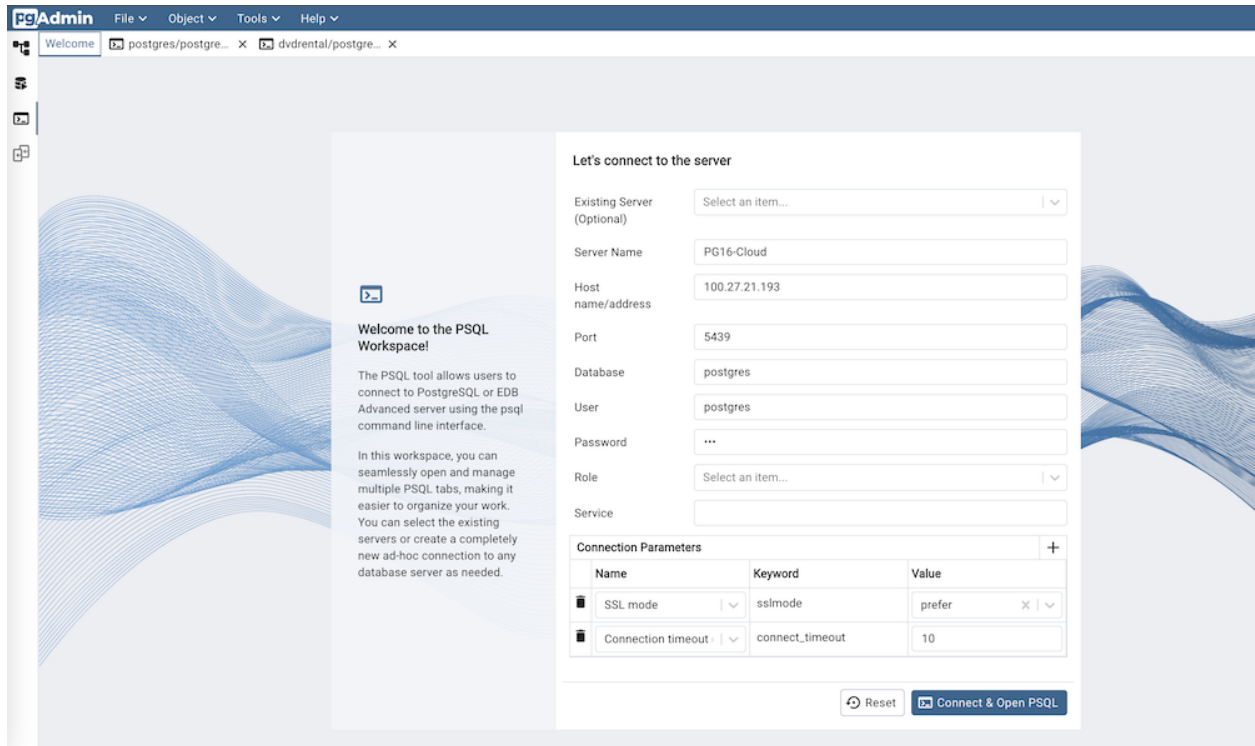 pgAdmin File Object Tools Help
Welcome postgres/postgre... dvdrental/postgre...
Let's connect to the server
Existing Server
(Optional)
Select an item...
Server Name PG16-Cloud
Host
name/address
100.27.21.193
Port 5439
Database postgres
User postgres
Password •••
Role Select an item...
Service
Welcome to the PSQL
Workspace!
The PSQL tool allows users to
connect to PostgreSQL or EDB
Advanced server using the psql
command line interface.
In this workspace, you can
seamlessly open and manage
multiple PSQL tabs, making it
easier to organize your work.
You can select the existing
servers or create a completely
new ad-hoc connection to any
database server as needed.
Connection Parameters
Name Keyword Value
SSL mode sslmode prefer
Connection timeout connect_timeout 10
Reset Connect & Open PSQL